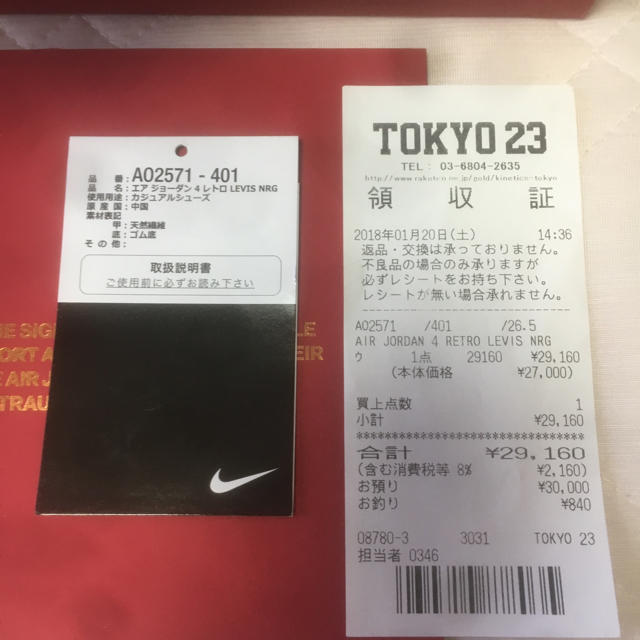 品 番: AO2571 - 401
品 名: エア ジョーダン 4 レトロ LEVIS NRG
使用用途: カジュアルシューズ
原 産 国: 中国
素材表記
甲: 天然繊維
底: ゴム底
そ の 他:
取扱説明書
ご使用前に必ずお読み下さい
TOKYO 23
TEL: 03-6804-2635
領 収 証
2018年01月20日(土) 14:36
返品・交換は承っておりません。
不良品の場合のみ承りますが
必ずレシートをお持ち下さい。
レシートが無い場合承れません。
AO2571 /401 /26.5
AIR JORDAN 4 RETRO LEVIS NRG
ウ 1点 29160 ¥29,160
(本体価格 ¥27,000)
買上点数 1
小計 ¥29,160
合計 ¥29,160
(含む消費税等 8% ¥2,160)
お預り ¥30,000
お釣り ¥840
08780-3 3031 TOKYO 23
担当者 0346